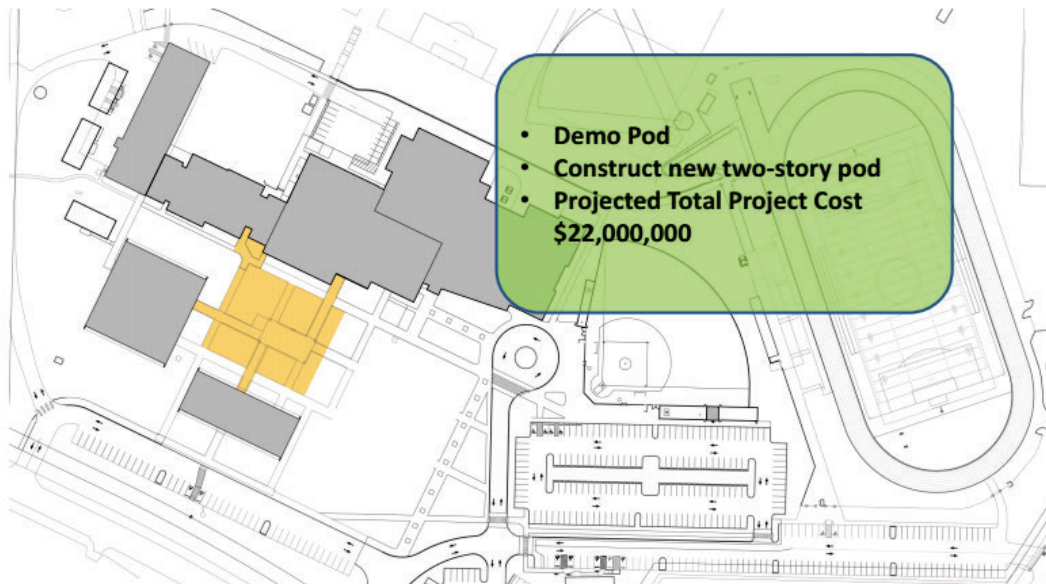 • Demo Pod
• Construct new two-story pod
• Projected Total Project Cost
$22,000,000